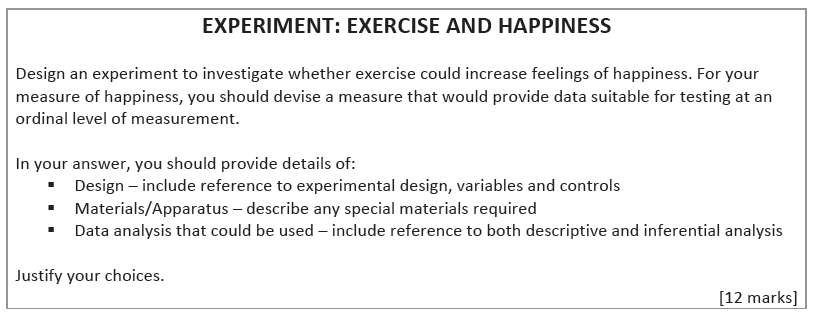 EXPERIMENT: EXERCISE AND HAPPINESS
Design an experiment to investigate whether exercise could increase feelings of happiness. For your
measure of happiness, you should devise a measure that would provide data suitable for testing at an
ordinal level of measurement.
In your answer, you should provide details of:
▪ Design – include reference to experimental design, variables and controls
▪ Materials/Apparatus – describe any special materials required
▪ Data analysis that could be used – include reference to both descriptive and inferential analysis
Justify your choices.
[12 marks]